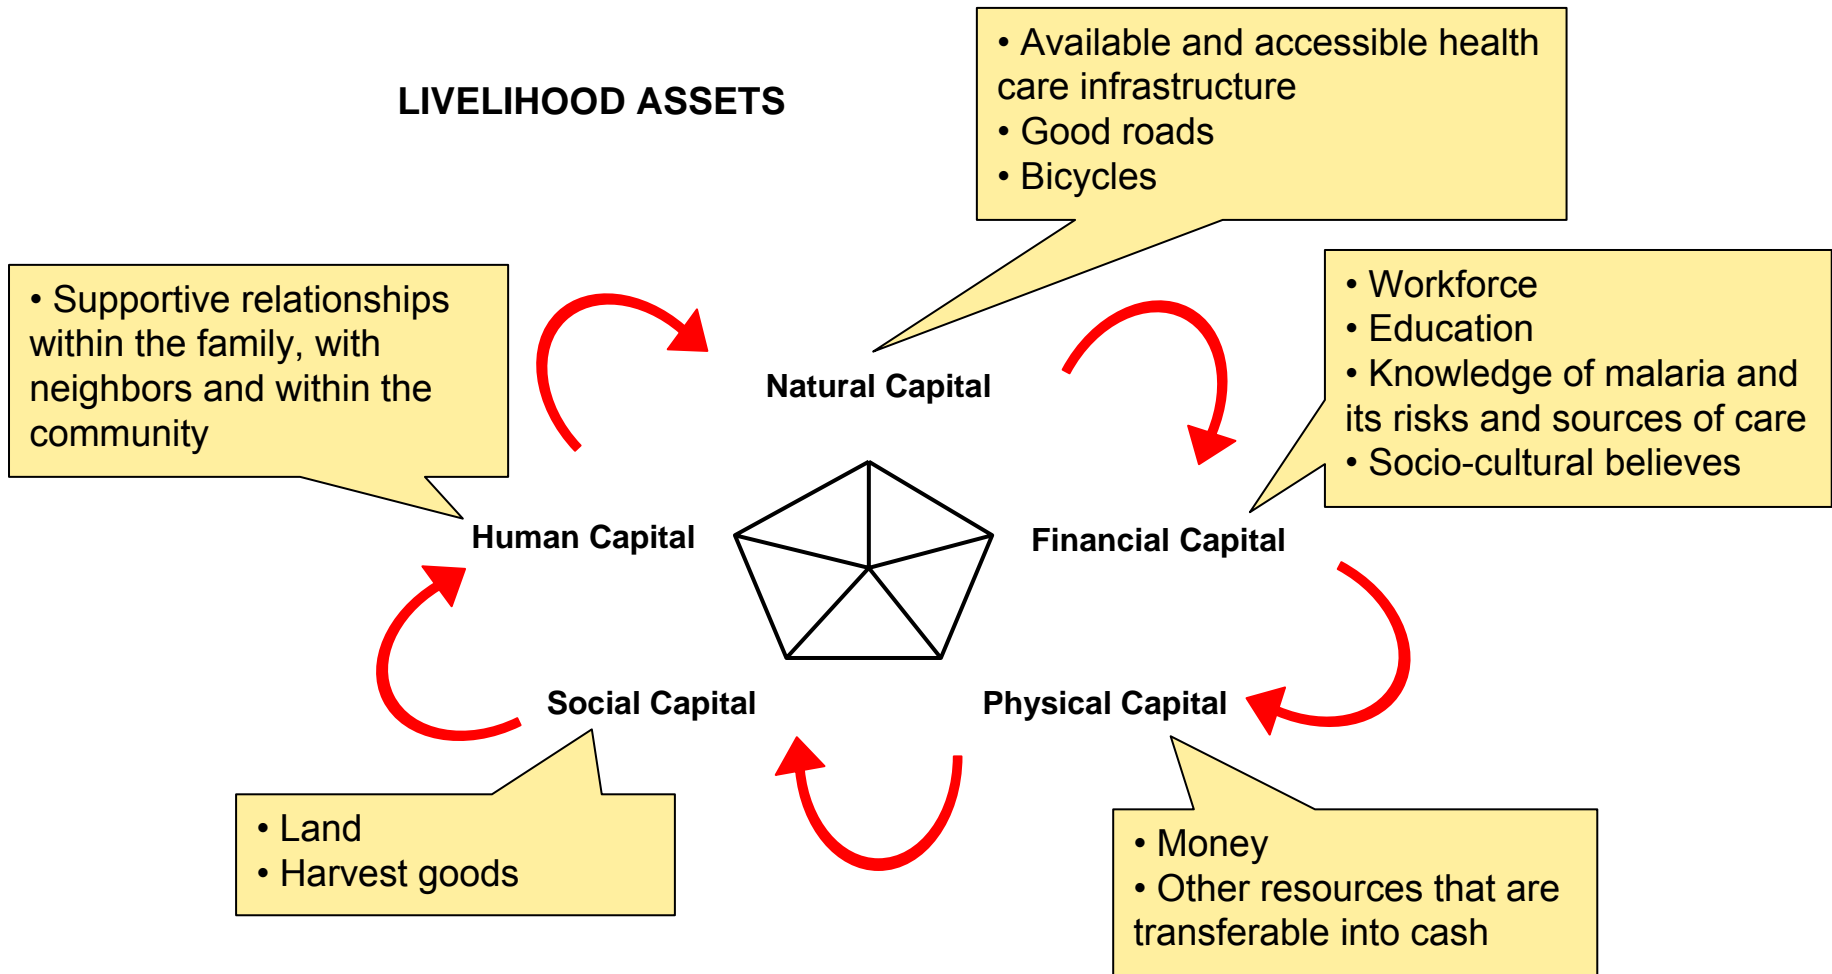 LIVELIHOOD ASSETS
• Available and accessible health
care infrastructure
• Good roads
• Bicycles
• Supportive relationships
within the family, with
neighbors and within the
community
• Workforce
• Education
• Knowledge of malaria and
its risks and sources of care
• Socio-cultural believes
Natural Capital
Human Capital
Financial Capital
Social Capital
Physical Capital
• Land
• Harvest goods
• Money
• Other resources that are
transferable into cash